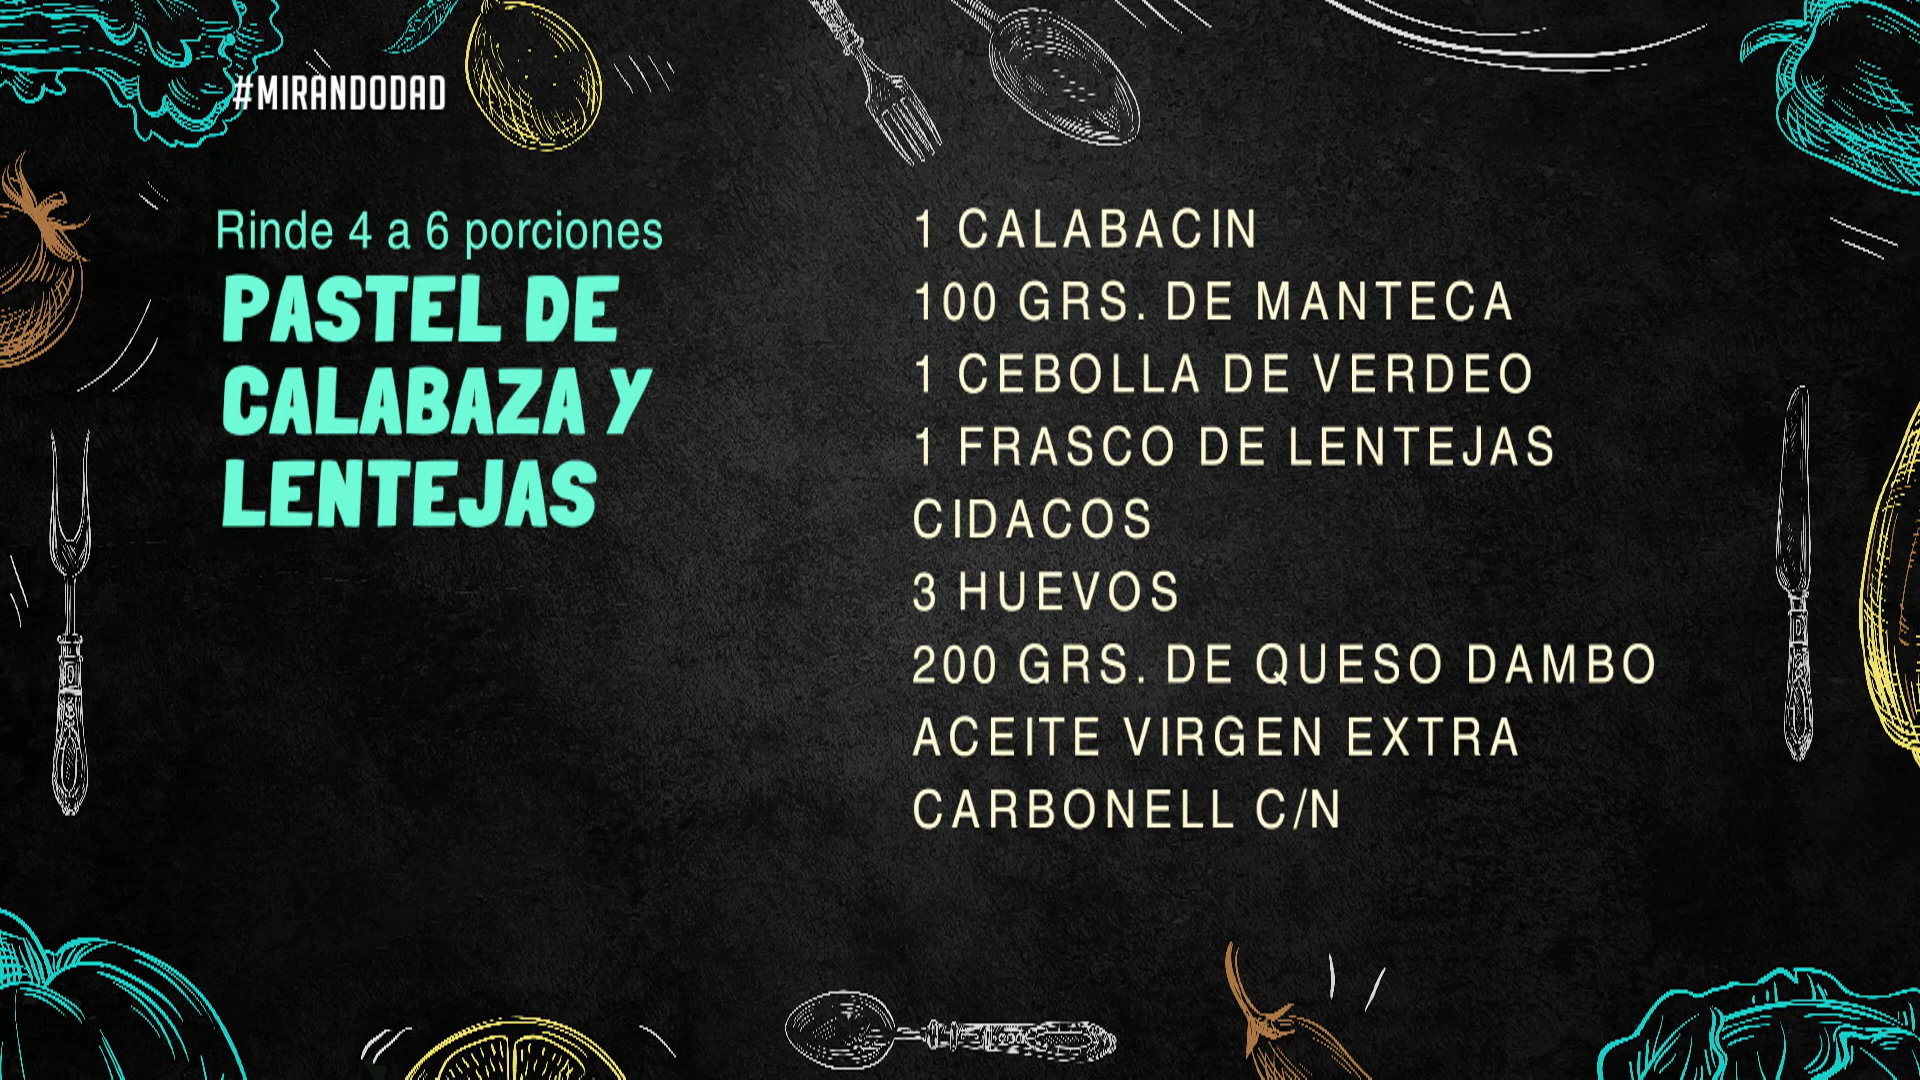 #MIRANDODAD
Rinde 4 a 6 porciones
PASTEL DE
CALABAZA Y
LENTEJAS
1 CALABACIN
100 GRS. DE MANTECA
1 CEBOLLA DE VERDEO
1 FRASCO DE LENTEJAS
CIDACOS
3 HUEVOS
200 GRS. DE QUESO DAMBO
ACEITE VIRGEN EXTRA
CARBONELL C/N